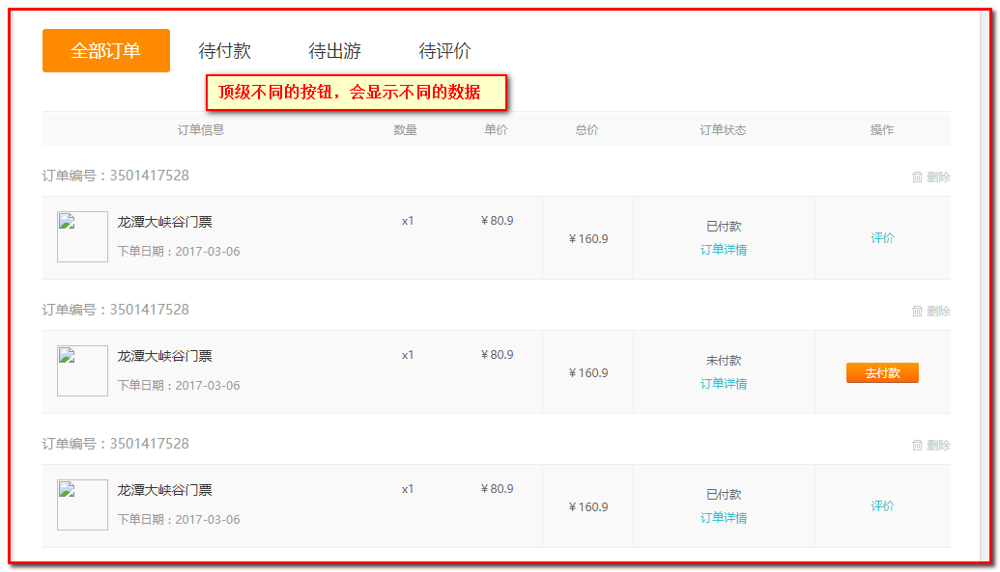 全部订单 待付款 待出游 待评价
顶级不同的按钮，会显示不同的数据
订单信息 数量 单价 总价 订单状态 操作
订单编号：3501417528 删除
龙潭大峡谷门票 x1 ¥80.9 ¥160.9 已付款 评价
下单日期：2017-03-06 订单详情
订单编号：3501417528 删除
龙潭大峡谷门票 x1 ¥80.9 ¥160.9 未付款 去付款
下单日期：2017-03-06 订单详情
订单编号：3501417528 删除
龙潭大峡谷门票 x1 ¥80.9 ¥160.9 已付款 评价
下单日期：2017-03-06 订单详情